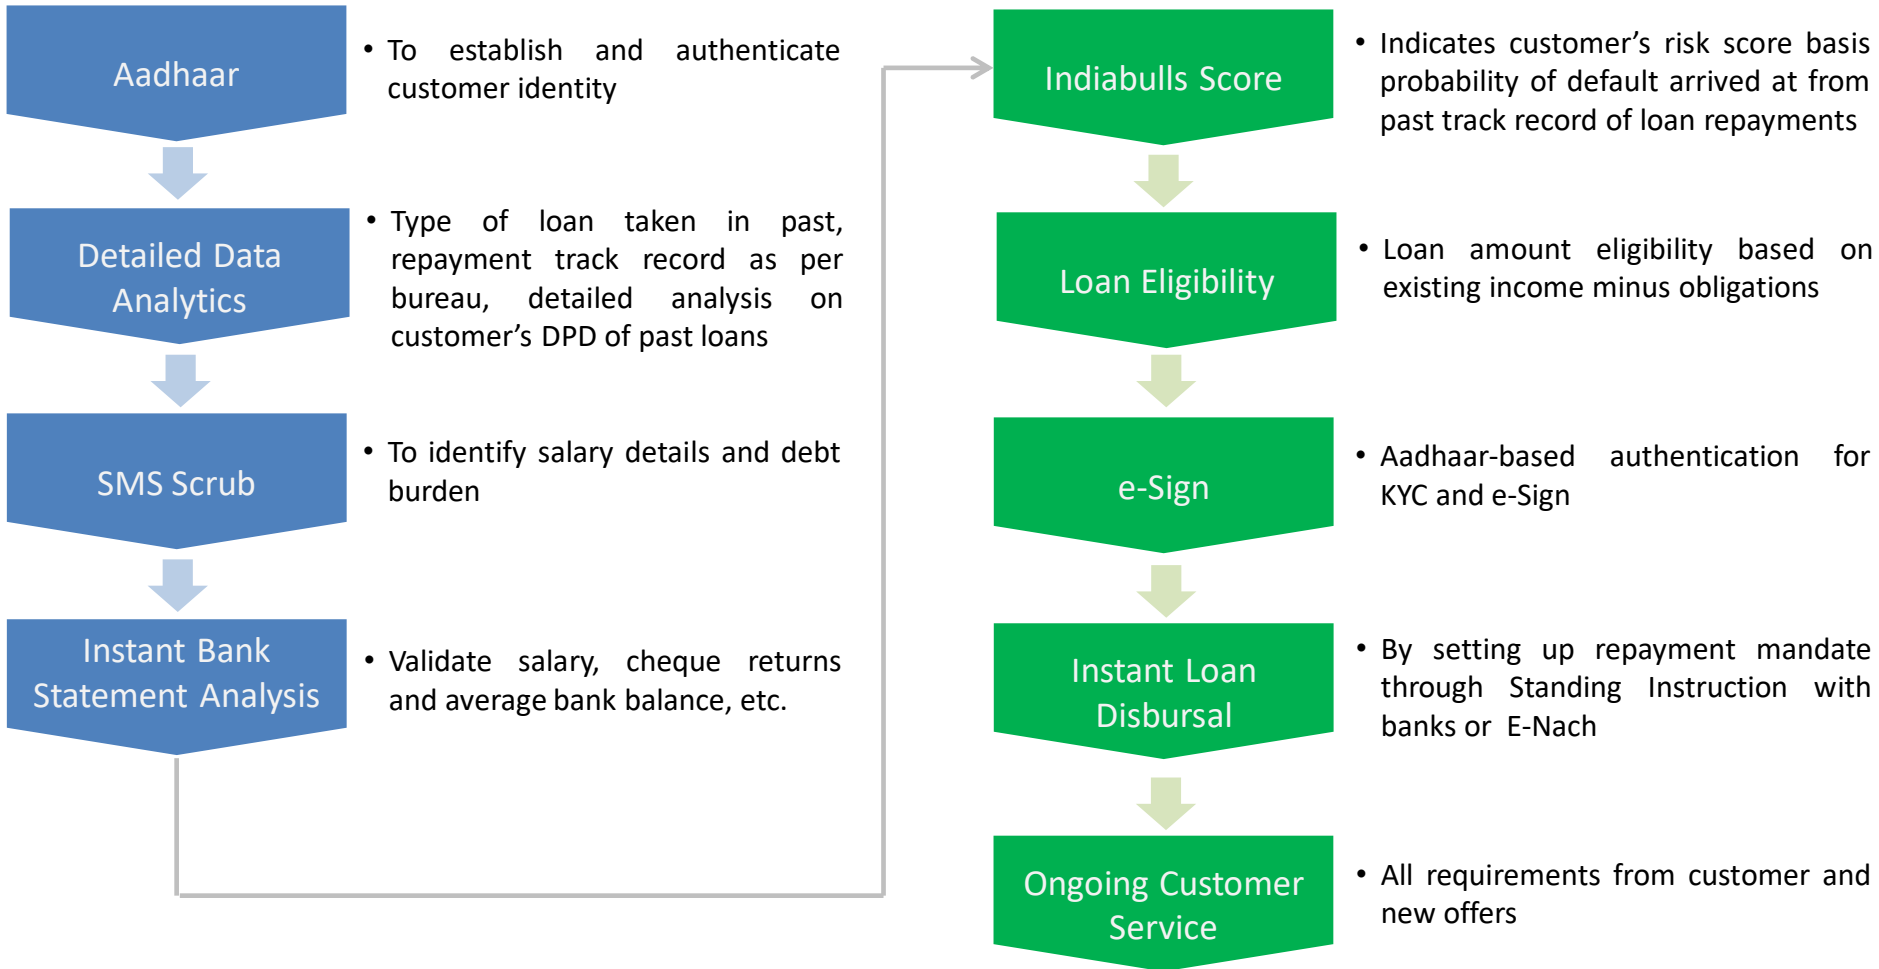 Aadhaar
• To establish and authenticate
customer identity
Detailed Data
Analytics
• Type of loan taken in past,
repayment track record as per
bureau, detailed analysis on
customer’s DPD of past loans
SMS Scrub
• To identify salary details and debt
burden
Instant Bank
Statement Analysis
• Validate salary, cheque returns
and average bank balance, etc.
Indiabulls Score
• Indicates customer’s risk score basis
probability of default arrived at from
past track record of loan repayments
Loan Eligibility
• Loan amount eligibility based on
existing income minus obligations
e-Sign
• Aadhaar-based authentication for
KYC and e-Sign
Instant Loan
Disbursal
• By setting up repayment mandate
through Standing Instruction with
banks or E-Nach
Ongoing Customer
Service
• All requirements from customer and
new offers